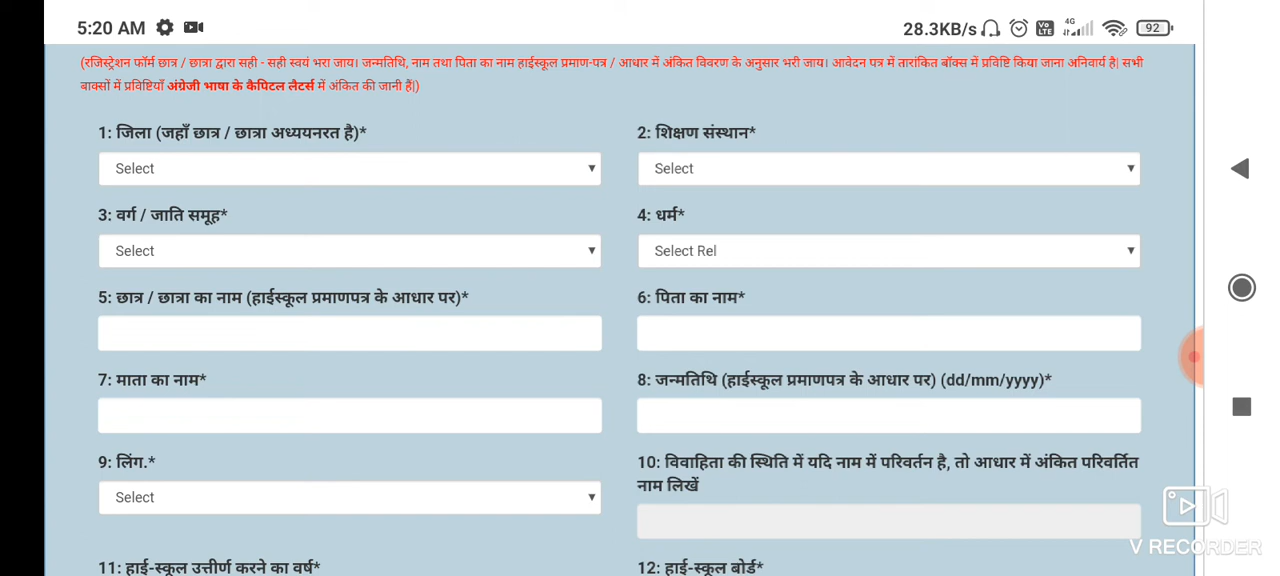 5:20 AM 28.3KB/s 4G 92
(रजिस्ट्रेशन फॉर्म छात्र / छात्रा द्वारा सही - सही स्वयं भरा जाय। जन्मतिथि, नाम तथा पिता का नाम हाईस्कूल प्रमाण-पत्र / आधार में अंकित विवरण के अनुसार भरी जाय। आवेदन पत्र में तारांकित बॉक्स में प्रविष्टि किया जाना अनिवार्य है| सभी
बाक्सों में प्रविष्टियाँ अंग्रेजी भाषा के कैपिटल लैटर्स में अंकित की जानी हैं|)
1: जिला (जहाँ छात्र / छात्रा अध्ययनरत है)* 2: शिक्षण संस्थान*
Select Select
3: वर्ग / जाति समूह* 4: धर्म*
Select Select Rel
5: छात्र / छात्रा का नाम (हाईस्कूल प्रमाणपत्र के आधार पर)* 6: पिता का नाम*
7: माता का नाम* 8: जन्मतिथि (हाईस्कूल प्रमाणपत्र के आधार पर) (dd/mm/yyyy)*
9: लिंग.* 10: विवाहिता की स्थिति में यदि नाम में परिवर्तन है, तो आधार में अंकित परिवर्तित
नाम लिखें
Select
V RECORDER
11: हाई-स्कूल उत्तीर्ण करने का वर्ष* 12: हाई-स्कूल बोर्ड*